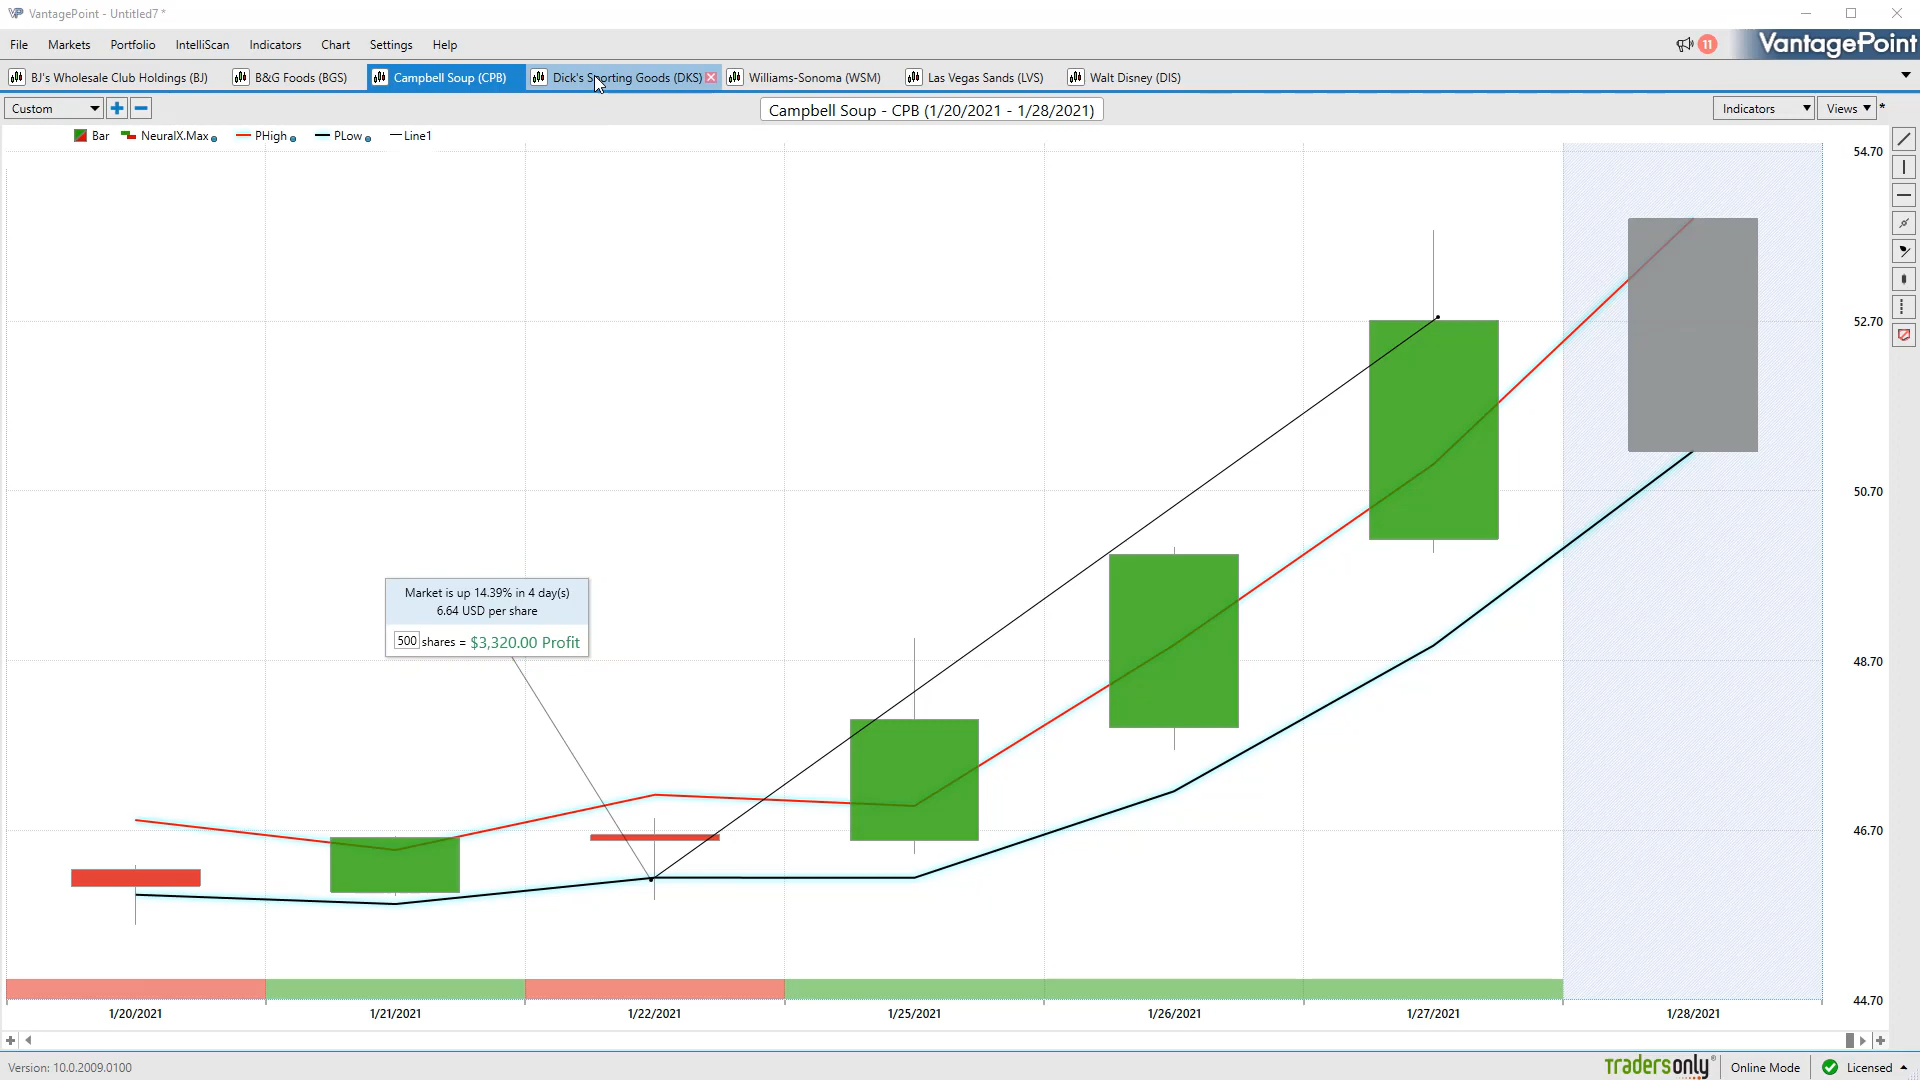 VP VantagePoint - Untitled7 *
File Markets Portfolio IntelliScan Indicators Chart Settings Help 11 VantagePoint
BJ's Wholesale Club Holdings (BJ) B&G Foods (BGS) Campbell Soup (CPB) Dick's Sporting Goods (DKS) Williams-Sonoma (WSM) Las Vegas Sands (LVS) Walt Disney (DIS)
Custom Campbell Soup - CPB (1/20/2021 - 1/28/2021) Indicators Views *
Bar NeuralX.Max PHigh PLow Line1
54.70
52.70
50.70
Market is up 14.39% in 4 day(s)
6.64 USD per share
500 shares = $3,320.00 Profit
48.70
46.70
44.70
1/20/2021 1/21/2021 1/22/2021 1/25/2021 1/26/2021 1/27/2021 1/28/2021
Version: 10.0.2009.0100 tradersonly Online Mode Licensed